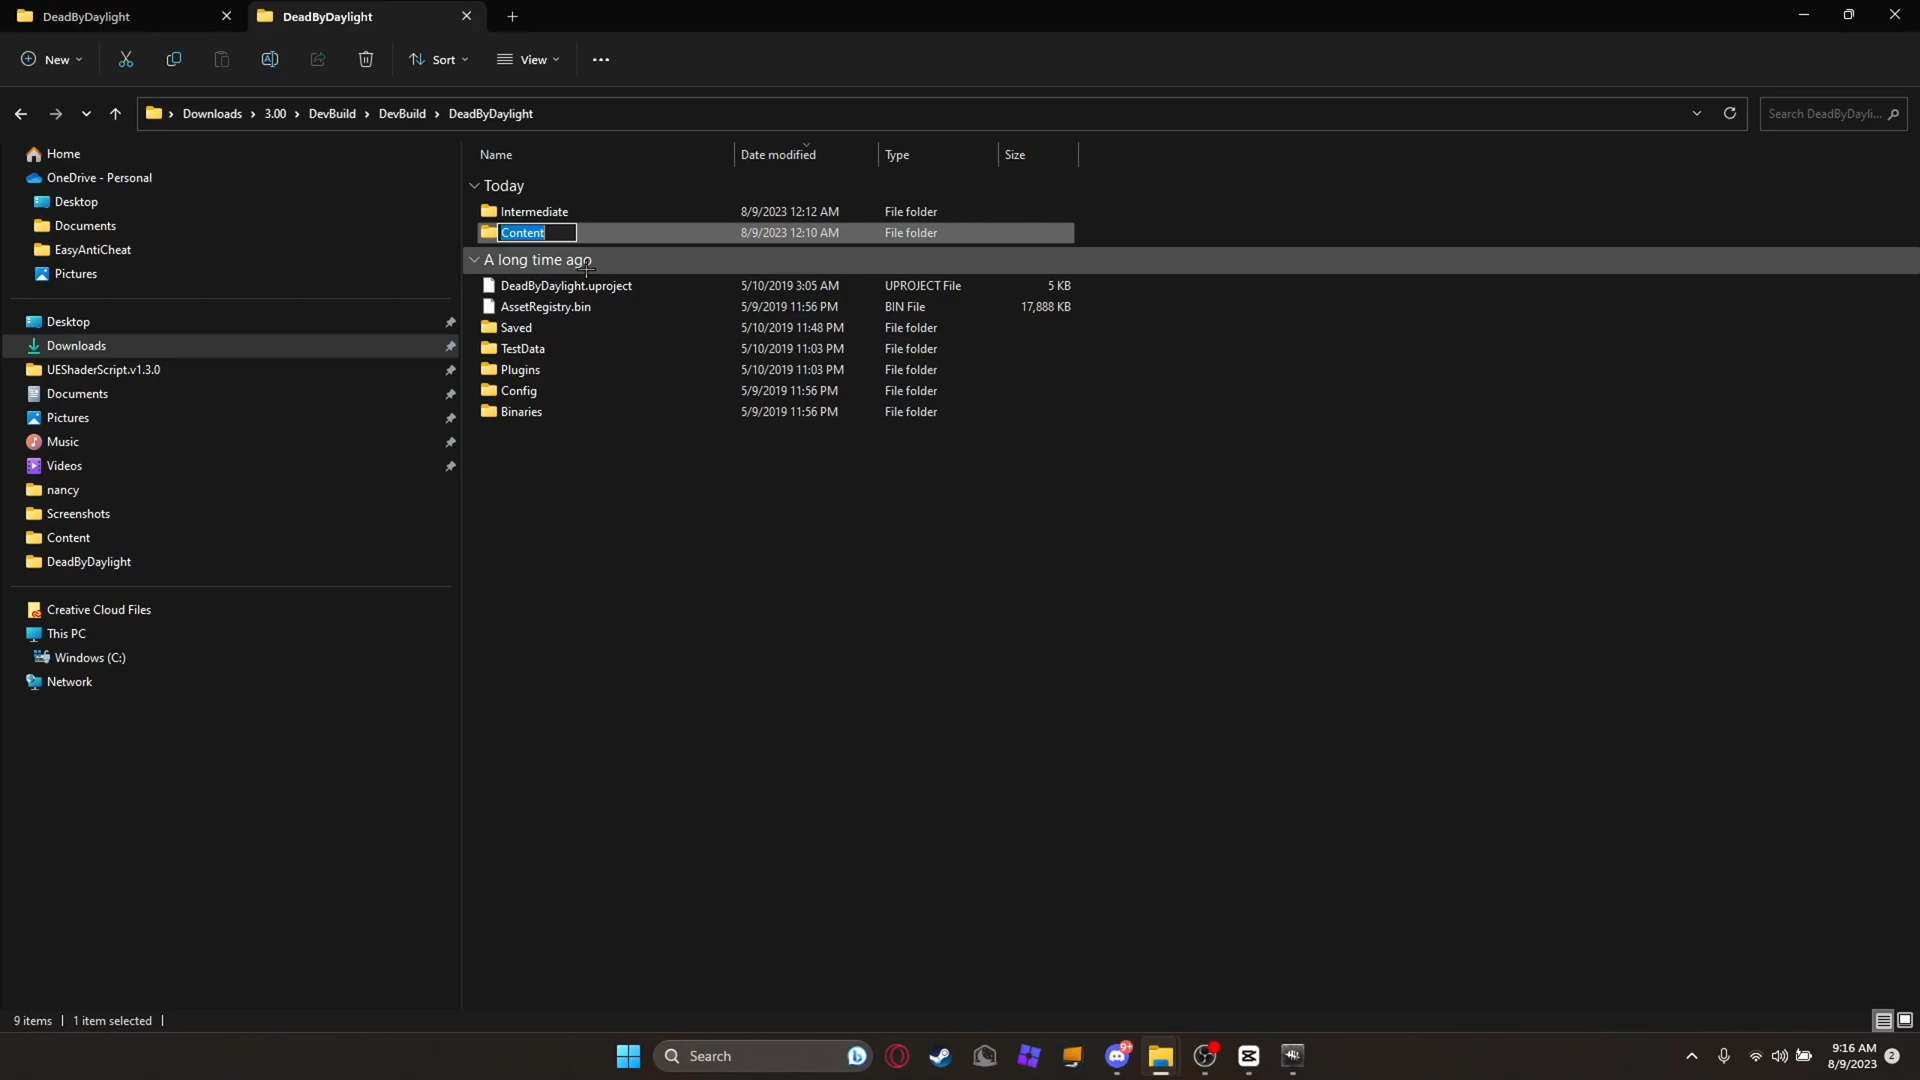 DeadByDaylight
DeadByDaylight
New
Sort
View
Downloads > 3.00 > DevBuild > DevBuild > DeadByDaylight
Search DeadByDayli...
Name Date modified Type Size
Home
OneDrive - Personal
Desktop
Documents
EasyAntiCheat
Pictures
Desktop
Downloads
UEShaderScript.v1.3.0
Documents
Pictures
Music
Videos
nancy
Screenshots
Content
DeadByDaylight
Creative Cloud Files
This PC
Windows (C:)
Network
Today
Intermediate 8/9/2023 12:12 AM File folder
Content 8/9/2023 12:10 AM File folder
A long time ago
DeadByDaylight.uproject 5/10/2019 3:05 AM UPROJECT File 5 KB
AssetRegistry.bin 5/9/2019 11:56 PM BIN File 17,888 KB
Saved 5/10/2019 11:48 PM File folder
TestData 5/10/2019 11:03 PM File folder
Plugins 5/10/2019 11:03 PM File folder
Config 5/9/2019 11:56 PM File folder
Binaries 5/9/2019 11:56 PM File folder
9 items 1 item selected
Search
9+
9:16 AM
8/9/2023
2